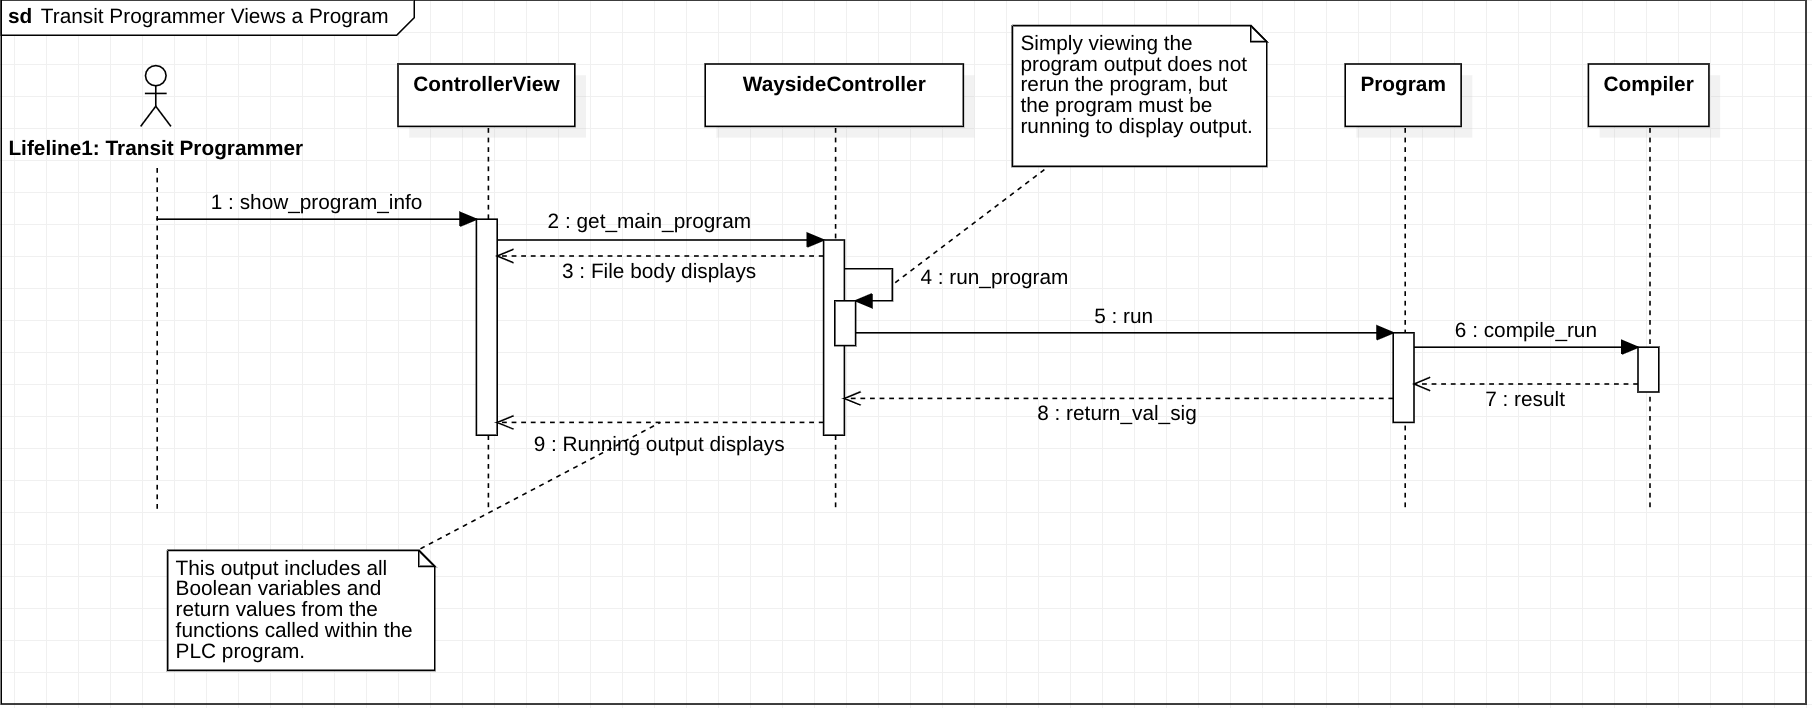 sd Transit Programmer Views a Program
Simply viewing the
program output does not
rerun the program, but
the program must be
running to display output.
ControllerView
WaysideController
Program
Compiler
Lifeline1: Transit Programmer
1 : show_program_info
2 : get_main_program
3 : File body displays
4 : run_program
5 : run
6 : compile_run
7 : result
8 : return_val_sig
9 : Running output displays
This output includes all
Boolean variables and
return values from the
functions called within the
PLC program.